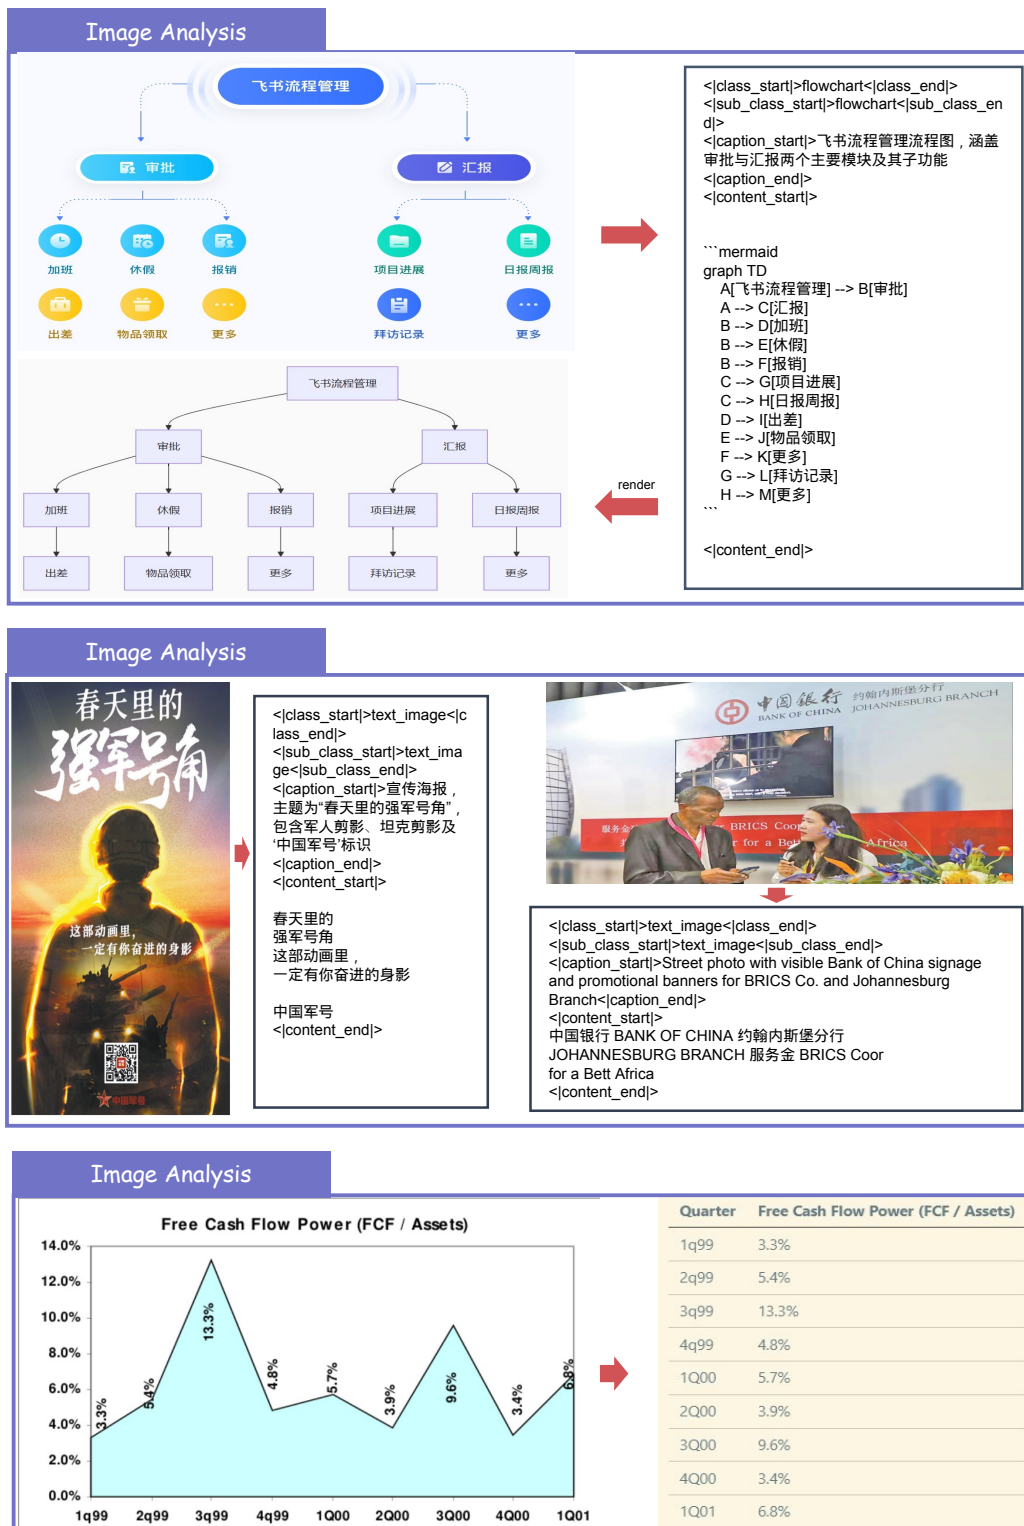 Image Analysis
飞书流程管理
审批
汇报
加班
休假
报销
项目进展
日报周报
出差
物品领取
更多
拜访记录
更多
飞书流程管理
审批
汇报
加班
休假
报销
项目进展
日报周报
出差
物品领取
更多
拜访记录
更多
<|class_start|>flowchart<|class_end|>
<|sub_class_start|>flowchart<|sub_class_en
d|>
<|caption_start|>飞书流程管理流程图，涵盖
审批与汇报两个主要模块及其子功能
<|caption_end|>
<|content_start|>
```mermaid
graph TD
A[飞书流程管理] --> B[审批]
A --> C[汇报]
B --> D[加班]
B --> E[休假]
B --> F[报销]
C --> G[项目进展]
C --> H[日报周报]
D --> I[出差]
E --> J[物品领取]
F --> K[更多]
G --> L[拜访记录]
H --> M[更多]
```
<|content_end|>
render
Image Analysis
春天里的
强军号角
这部动画里，
一定有你奋进的身影
中国军号
<|class_start|>text_image<|c
lass_end|>
<|sub_class_start|>text_ima
ge<|sub_class_end|>
<|caption_start|>宣传海报，
主题为“春天里的强军号角”，
包含军人剪影、坦克剪影及
‘中国军号’标识
<|caption_end|>
<|content_start|>
春天里的
强军号角
这部动画里，
一定有你奋进的身影
中国军号
<|content_end|>
中国银行 约翰内斯堡分行
BANK OF CHINA JOHANNESBURG BRANCH
服务金 BRICS Coo
r for a Bet Africa
<|class_start|>text_image<|class_end|>
<|sub_class_start|>text_image<|sub_class_end|>
<|caption_start|>Street photo with visible Bank of China signage
and promotional banners for BRICS Co. and Johannesburg
Branch<|caption_end|>
<|content_start|>
中国银行 BANK OF CHINA 约翰内斯堡分行
JOHANNESBURG BRANCH 服务金 BRICS Coor
for a Bett Africa
<|content_end|>
Image Analysis
Free Cash Flow Power (FCF / Assets)
14.0%
12.0%
10.0%
8.0%
6.0%
4.0%
2.0%
0.0%
3.3%
5.4%
13.3%
4.8%
5.7%
3.9%
9.6%
3.4%
6.8%
1q99 2q99 3q99 4q99 1Q00 2Q00 3Q00 4Q00 1Q01
Quarter Free Cash Flow Power (FCF / Assets)
1q99 3.3%
2q99 5.4%
3q99 13.3%
4q99 4.8%
1Q00 5.7%
2Q00 3.9%
3Q00 9.6%
4Q00 3.4%
1Q01 6.8%